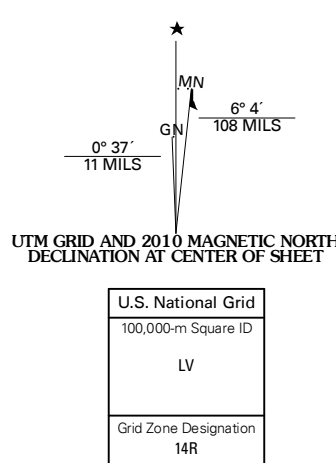 MN
GN
6° 4´
108 MILS
0° 37´
11 MILS
UTM GRID AND 2010 MAGNETIC NORTH
DECLINATION AT CENTER OF SHEET
U.S. National Grid
100,000-m Square ID
LV
Grid Zone Designation
14R